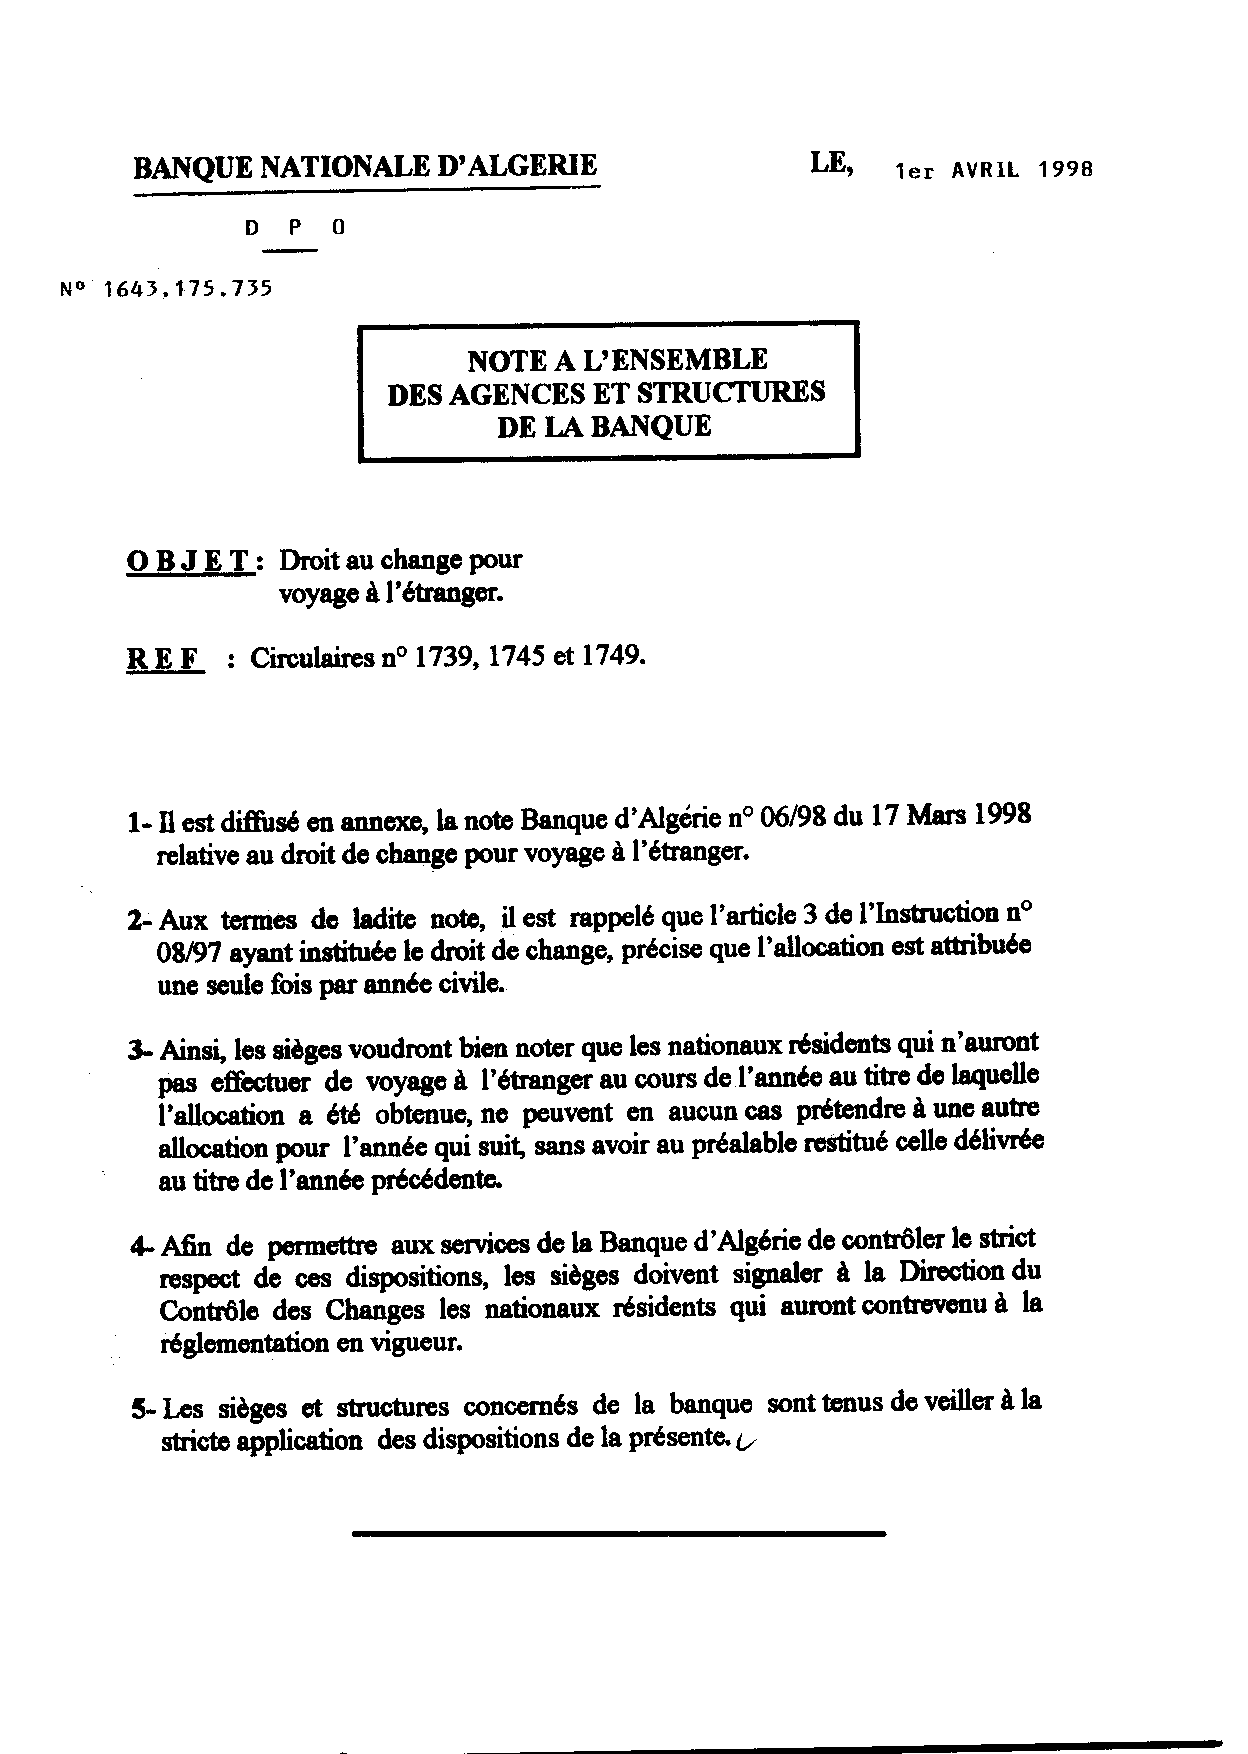 BANQUE NATIONALE D'ALGERIE LE, 1er AVRIL 1998
D P O
N° 1643.175.735
NOTE A L'ENSEMBLE
DES AGENCES ET STRUCTURES
DE LA BANQUE
OBJET : Droit au change pour
voyage à l'étranger.
REF : Circulaires n° 1739, 1745 et 1749.
1- Il est diffusé en annexe, la note Banque d'Algérie n° 06/98 du 17 Mars 1998
relative au droit de change pour voyage à l'étranger.
2- Aux termes de ladite note, il est rappelé que l'article 3 de l'Instruction n°
08/97 ayant instituée le droit de change, précise que l'allocation est attribuée
une seule fois par année civile.
3- Ainsi, les sièges voudront bien noter que les nationaux résidents qui n'auront
pas effectuer de voyage à l'étranger au cours de l'année au titre de laquelle
l'allocation a été obtenue, ne peuvent en aucun cas prétendre à une autre
allocation pour l'année qui suit, sans avoir au préalable restitué celle délivrée
au titre de l'année précédente.
4- Afin de permettre aux services de la Banque d'Algérie de contrôler le strict
respect de ces dispositions, les sièges doivent signaler à la Direction du
Contrôle des Changes les nationaux résidents qui auront contrevenu à la
réglementation en vigueur.
5- Les sièges et structures concernés de la banque sont tenus de veiller à la
stricte application des dispositions de la présente.